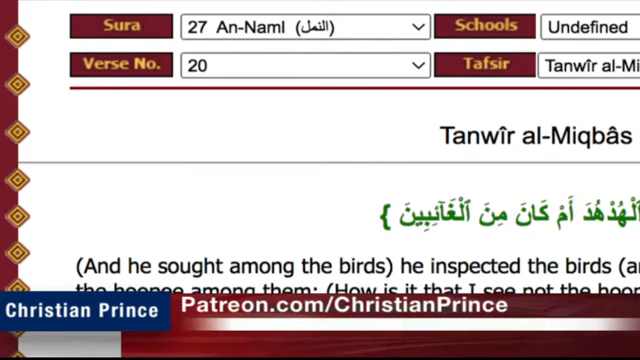 Sura 27 An-Naml (النمل) Schools Undefined
Verse No. 20 Tafsir Tanwîr al-Mi
Tanwîr al-Miqbâs
ٱلْهُدْهُدَ أَمْ كَانَ مِنَ ٱلْغَآئِبِينَ }
(And he sought among the birds) he inspected the birds (a
the hoopoe among them: (How is it that I see not the hoo
Christian Prince Patreon.com/ChristianPrince